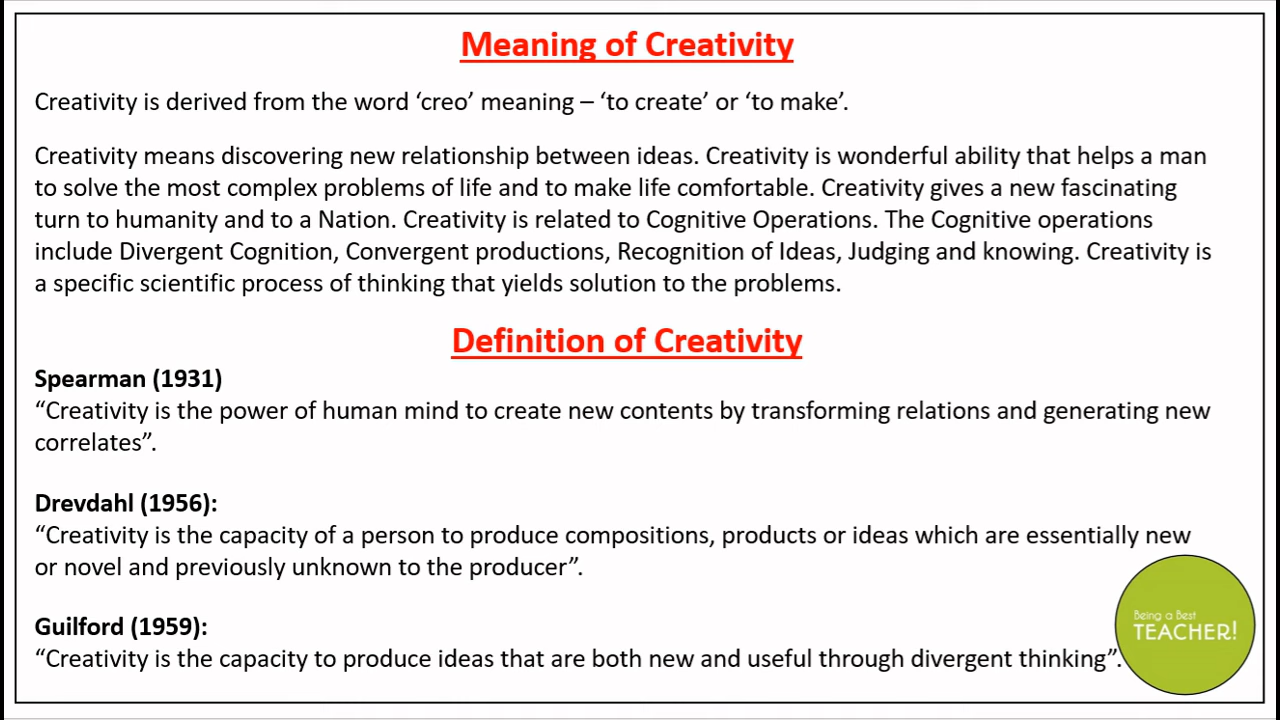 Meaning of Creativity
Creativity is derived from the word ‘creo’ meaning – ‘to create’ or ‘to make’.
Creativity means discovering new relationship between ideas. Creativity is wonderful ability that helps a man
to solve the most complex problems of life and to make life comfortable. Creativity gives a new fascinating
turn to humanity and to a Nation. Creativity is related to Cognitive Operations. The Cognitive operations
include Divergent Cognition, Convergent productions, Recognition of Ideas, Judging and knowing. Creativity is
a specific scientific process of thinking that yields solution to the problems.
Definition of Creativity
Spearman (1931)
“Creativity is the power of human mind to create new contents by transforming relations and generating new
correlates”.
Drevdahl (1956):
“Creativity is the capacity of a person to produce compositions, products or ideas which are essentially new
or novel and previously unknown to the producer”.
Guilford (1959):
“Creativity is the capacity to produce ideas that are both new and useful through divergent thinking”.
Being a Best
TEACHER!